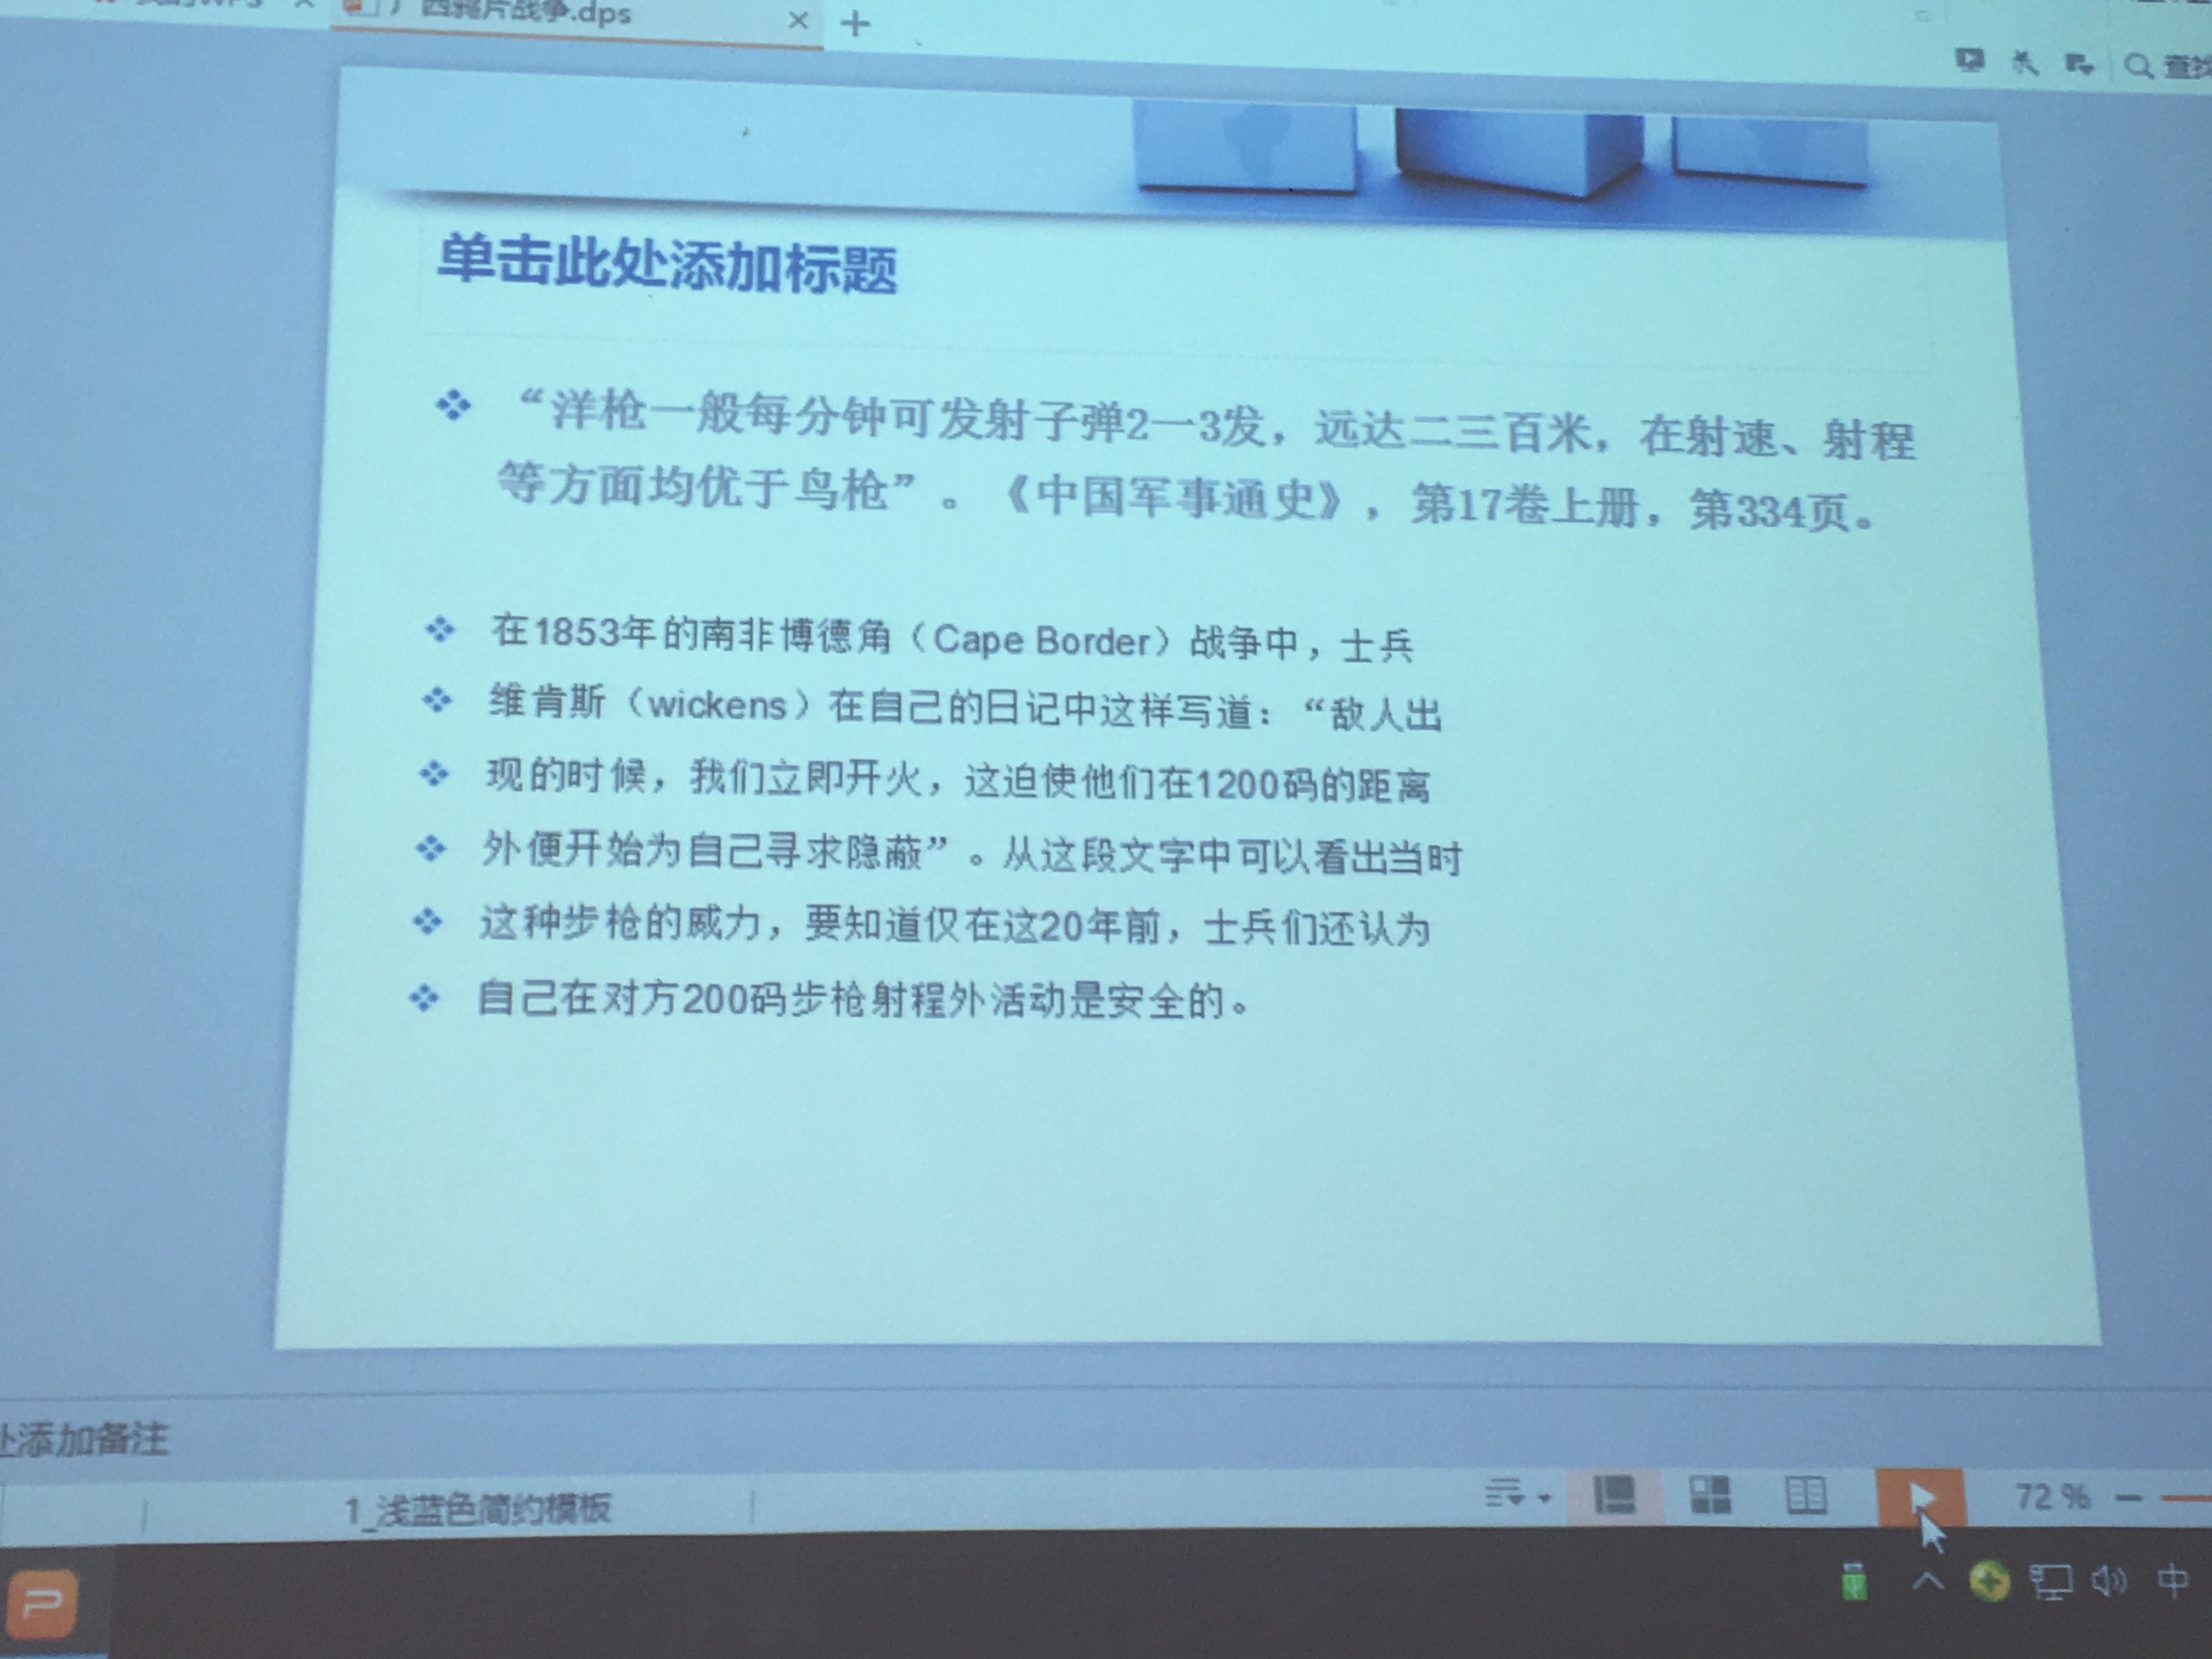 西鸦片战争.dps
查找
单击此处添加标题
“洋枪一般每分钟可发射子弹2一3发，远达二三百米，在射速、射程
等方面均优于鸟枪”。《中国军事通史》，第17卷上册，第334页。
在1853年的南非博德角（Cape Border）战争中，士兵
维肯斯（wickens）在自己的日记中这样写道：“敌人出
现的时候，我们立即开火，这迫使他们在1200码的距离
外便开始为自己寻求隐蔽”。从这段文字中可以看出当时
这种步枪的威力，要知道仅在这20年前，士兵们还认为
自己在对方200码步枪射程外活动是安全的。
处添加备注
1_浅蓝色简约模板
72 %
中